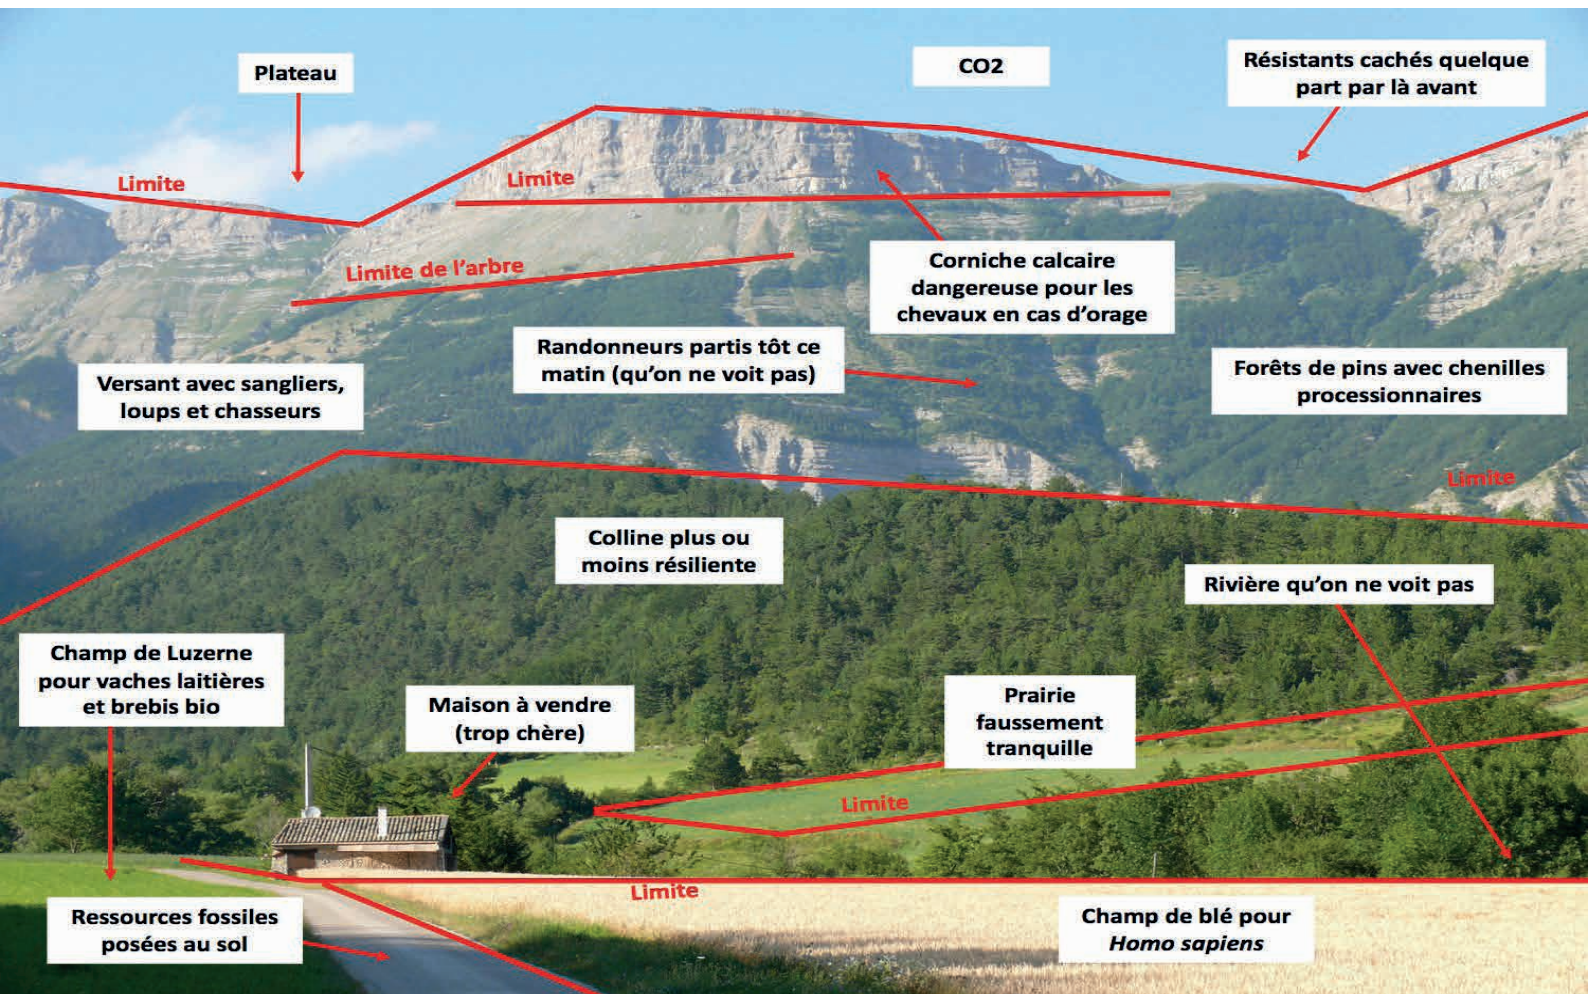 Plateau
CO2
Résistants cachés quelque
part par là avant
Limite
Limite
Limite de l'arbre
Corniche calcaire
dangereuse pour les
chevaux en cas d'orage
Randonneurs partis tôt ce
matin (qu'on ne voit pas)
Versant avec sangliers,
loups et chasseurs
Forêts de pins avec chenilles
processionnaires
Limite
Colline plus ou
moins résiliente
Rivière qu'on ne voit pas
Champ de Luzerne
pour vaches laitières
et brebis bio
Maison à vendre
(trop chère)
Prairie
faussement
tranquille
Limite
Limite
Ressources fossiles
posées au sol
Champ de blé pour
Homo sapiens